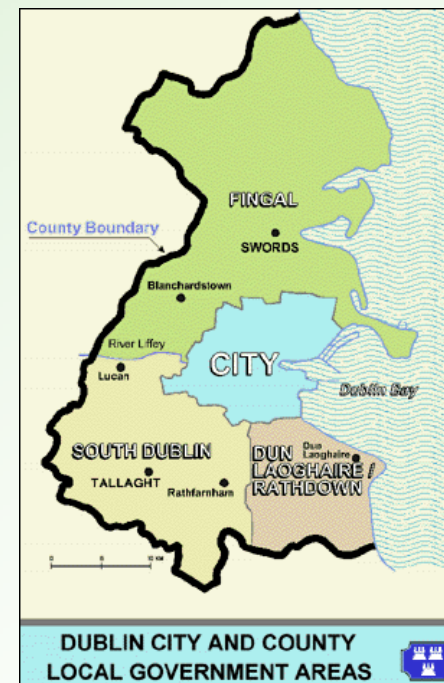 FINGAL
County Boundary
SWORDS
Blanchardstown
River Liffey
CITY
Lucan
Dublin Bay
SOUTH DUBLIN
DUN
LAOGHAIRE /
RATHDOWN
Dun
Laoghaire
TALLAGHT
Rathfarnham
0 5 10 KM
DUBLIN CITY AND COUNTY
LOCAL GOVERNMENT AREAS